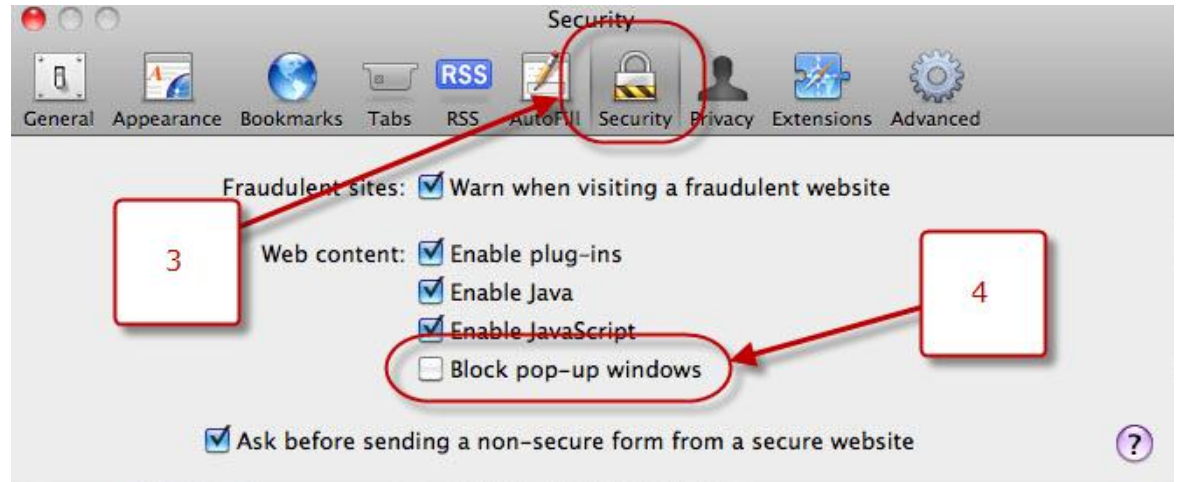 Security
RSS
General Appearance Bookmarks Tabs RSS AutoFill Security Privacy Extensions Advanced
Fraudulent sites: Warn when visiting a fraudulent website
3
Web content: Enable plug-ins
Enable Java
4
Enable JavaScript
Block pop-up windows
Ask before sending a non-secure form from a secure website
?